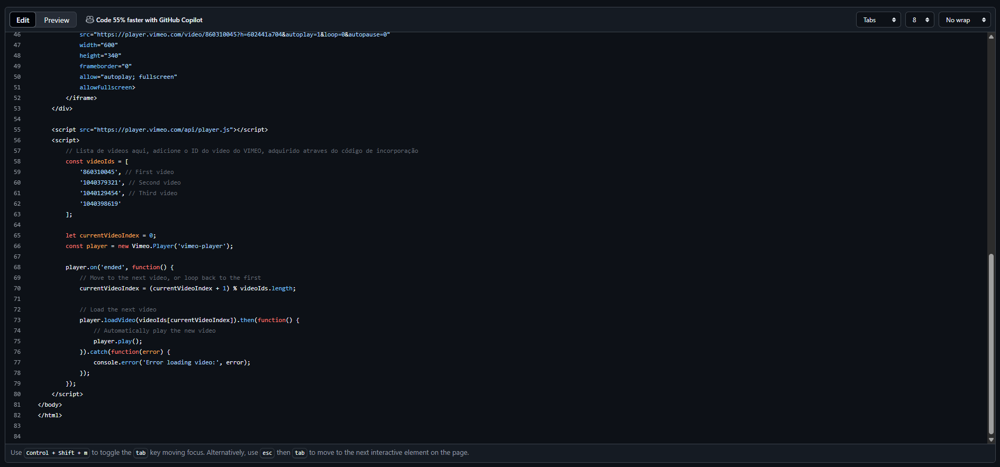 Edit Preview Code 55% faster with GitHub Copilot Tabs 8 No wrap
46 src="https://player.vimeo.com/video/860310045?h=602441a704&autoplay=1&loop=0&autopause=0"
47 width="600"
48 height="340"
49 frameborder="0"
50 allow="autoplay; fullscreen"
51 allowfullscreen>
52 </iframe>
53 </div>
54
55 <script src="https://player.vimeo.com/api/player.js"></script>
56 <script>
57 // Lista de videos aqui, adicione o ID do video do VIMEO, adquirido atraves do código de incorporação
58 const videoIds = [
59 '860310045', // First video
60 '1040379321', // Second video
61 '1040129454', // Third video
62 '1040398619'
63 ];
64
65 let currentVideoIndex = 0;
66 const player = new Vimeo.Player('vimeo-player');
67
68 player.on('ended', function() {
69 // Move to the next video, or loop back to the first
70 currentVideoIndex = (currentVideoIndex + 1) % videoIds.length;
71
72 // Load the next video
73 player.loadVideo(videoIds[currentVideoIndex]).then(function() {
74 // Automatically play the new video
75 player.play();
76 }).catch(function(error) {
77 console.error('Error loading video:', error);
78 });
79 });
80 </script>
81 </body>
82 </html>
83
84
Use Control + Shift + m to toggle the tab key moving focus. Alternatively, use esc then tab to move to the next interactive element on the page.